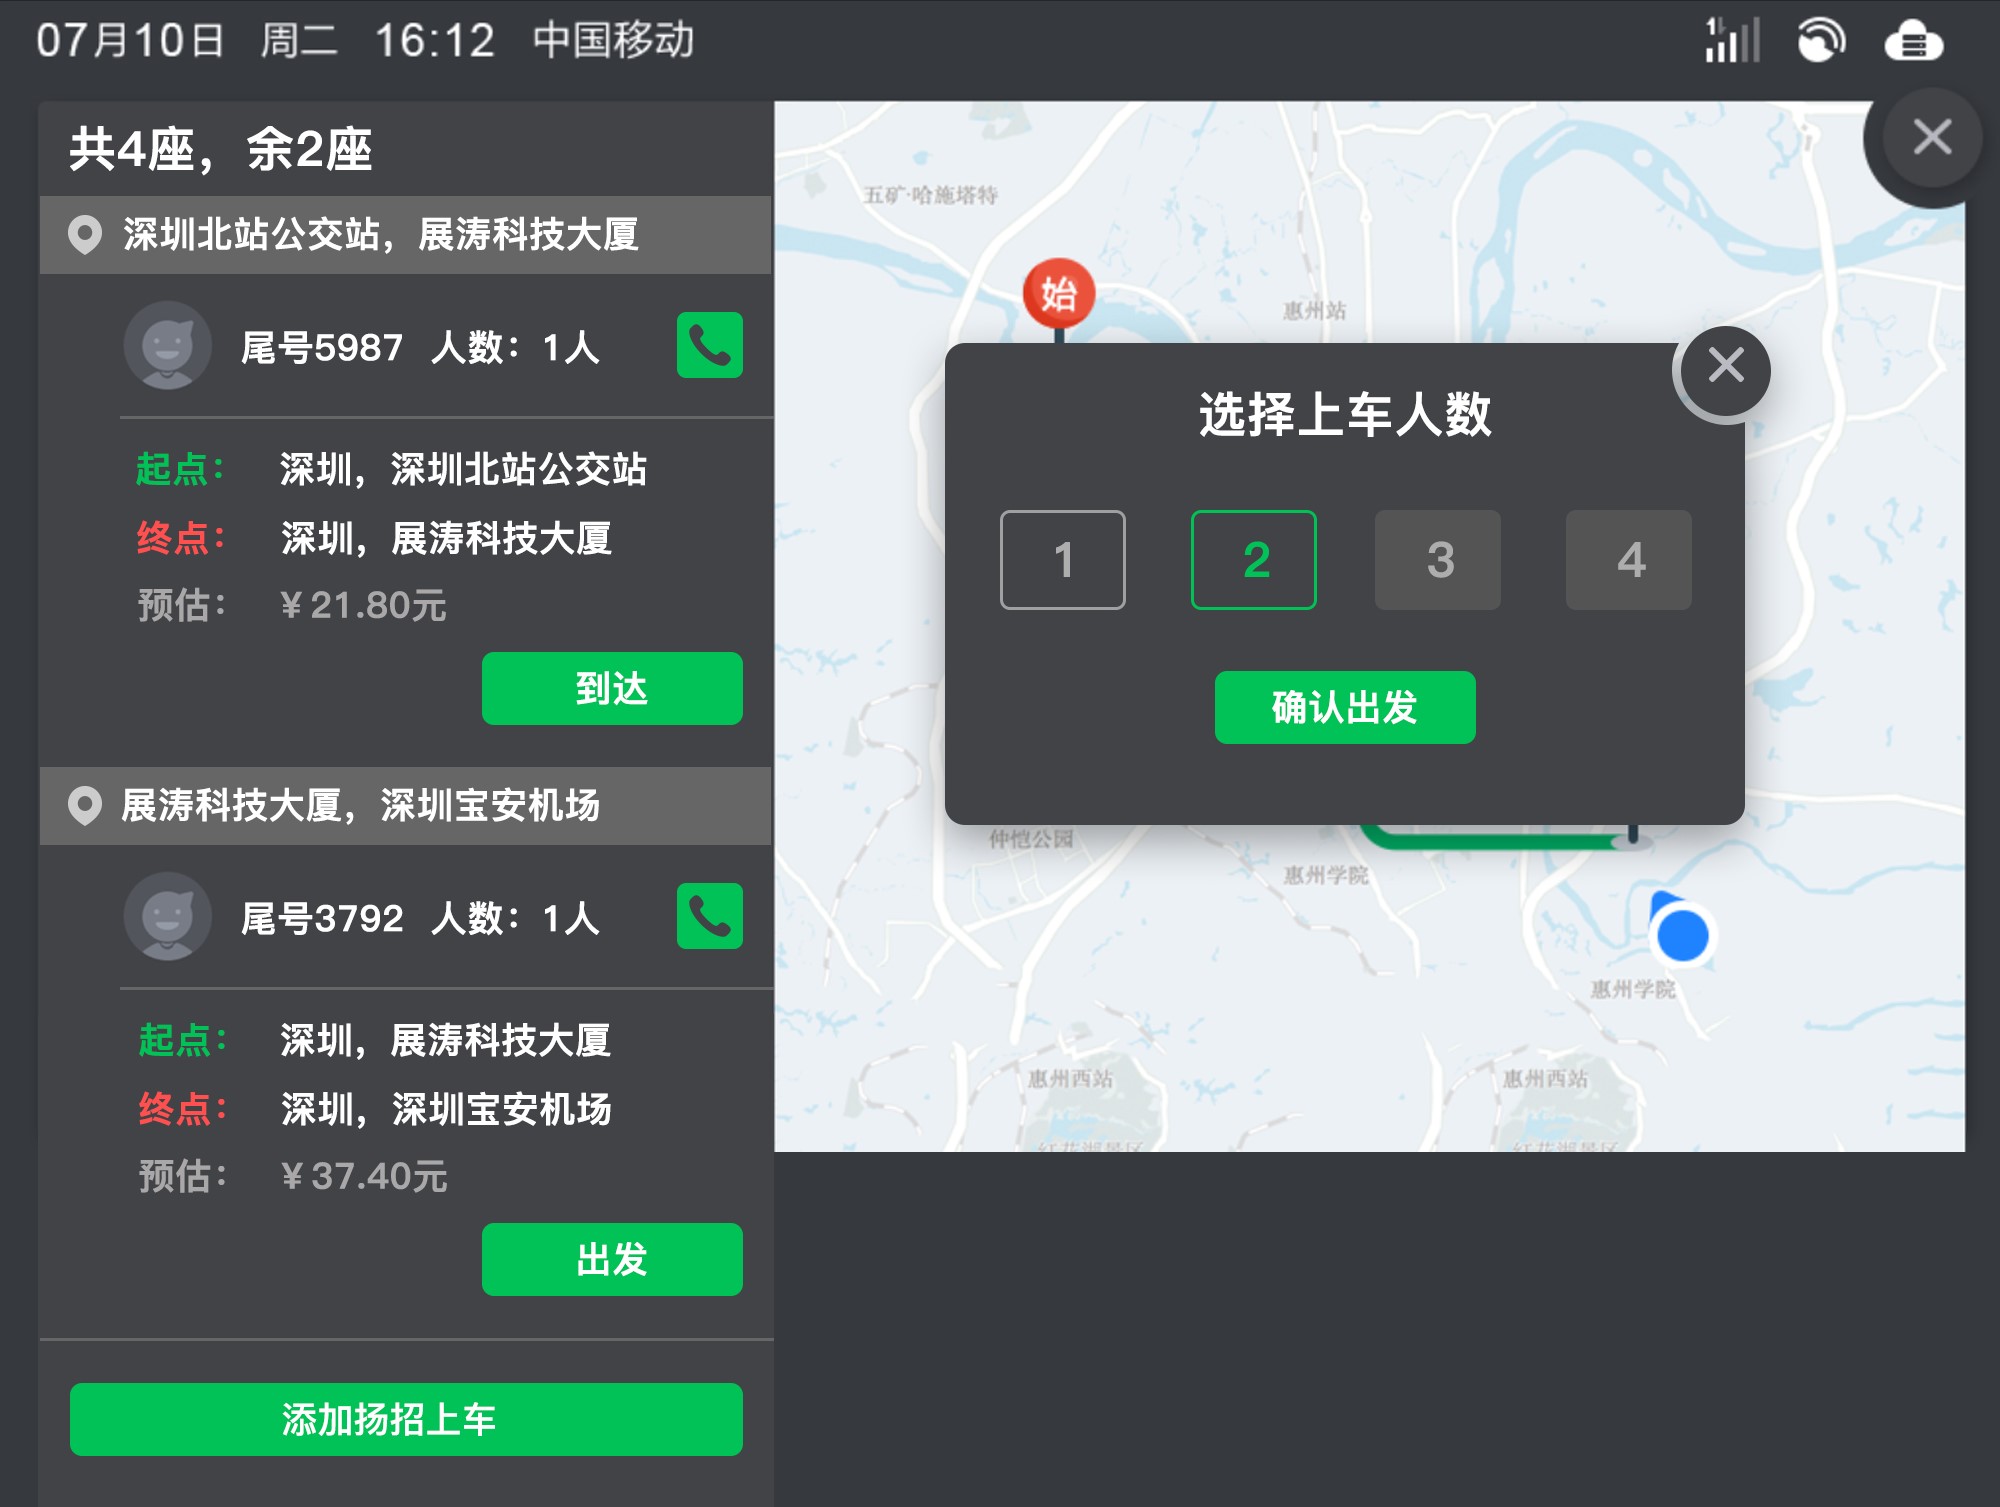 07月10日 周二 16:12 中国移动
共4座，余2座
深圳北站公交站，展涛科技大厦
尾号5987 人数：1人
起点： 深圳，深圳北站公交站
终点： 深圳，展涛科技大厦
预估： ¥21.80元
到达
展涛科技大厦，深圳宝安机场
尾号3792 人数：1人
起点： 深圳，展涛科技大厦
终点： 深圳，深圳宝安机场
预估： ¥37.40元
出发
添加扬招上车
五矿·哈施塔特
始
惠州站
选择上车人数
1 2 3 4
确认出发
仲恺公园
惠州学院
惠州学院
惠州西站 惠州西站